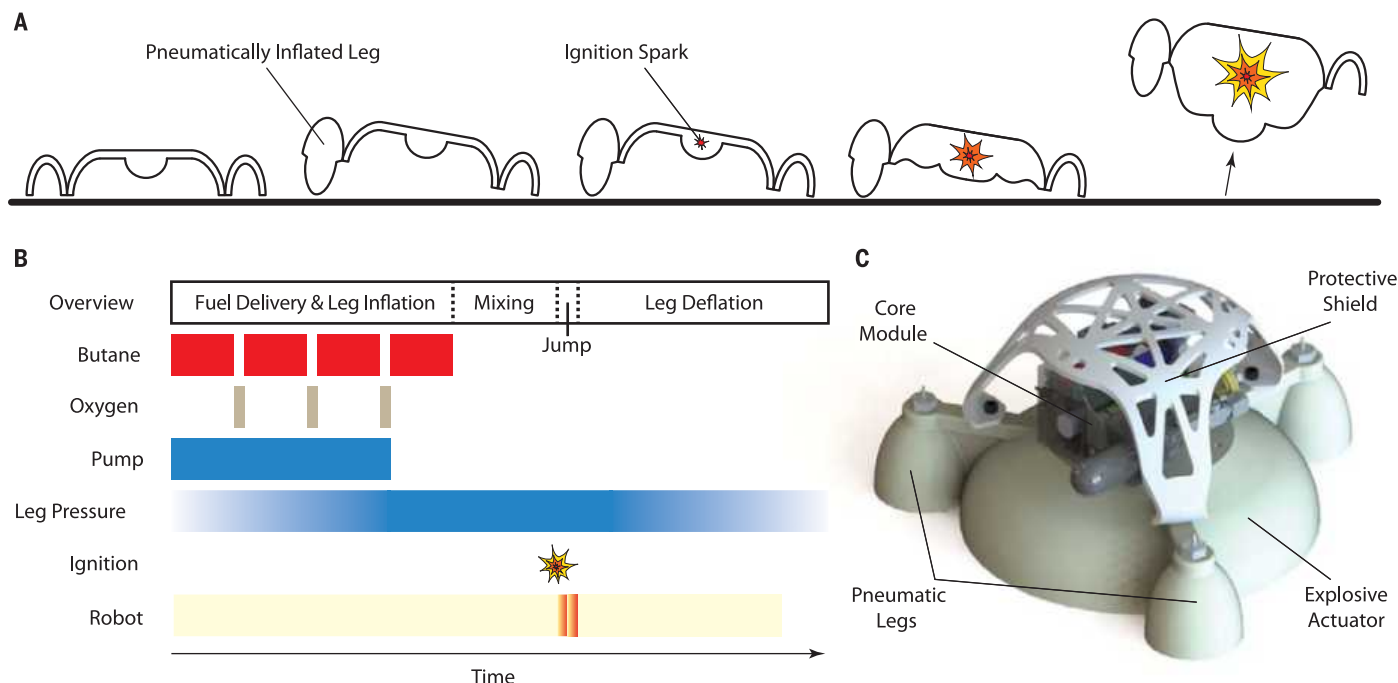 A
Pneumatically Inflated Leg
Ignition Spark
B
Overview
Fuel Delivery & Leg Inflation
Mixing
Jump
Leg Deflation
Butane
Oxygen
Pump
Leg Pressure
Ignition
Robot
Time
C
Core
Module
Protective
Shield
Pneumatic
Legs
Explosive
Actuator